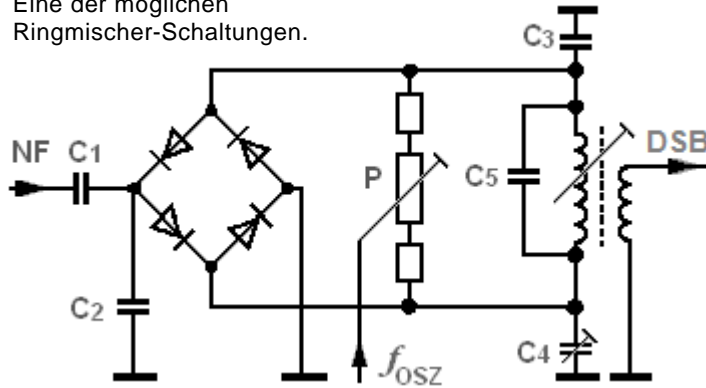 Eine der möglichen
Ringmischer-Schaltungen.
C3
NF C1
P
C5
DSB
C2
C4
fOSZ